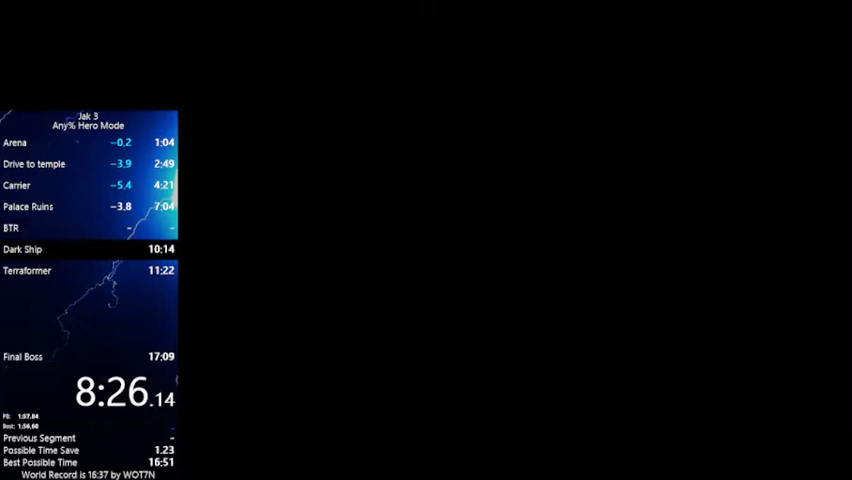 Jak 3
Any% Hero Mode
Arena −0.2 1:04
Drive to temple −3.9 2:49
Carrier −5.4 4:21
Palace Ruins −3.8 7:04
BTR - -
Dark Ship 10:14
Terraformer 11:22
Final Boss 17:09
8:26.14
PB: 1:57.84
Best: 1:56.60
Previous Segment -
Possible Time Save 1.23
Best Possible Time 16:51
World Record is 16:37 by WOT7N